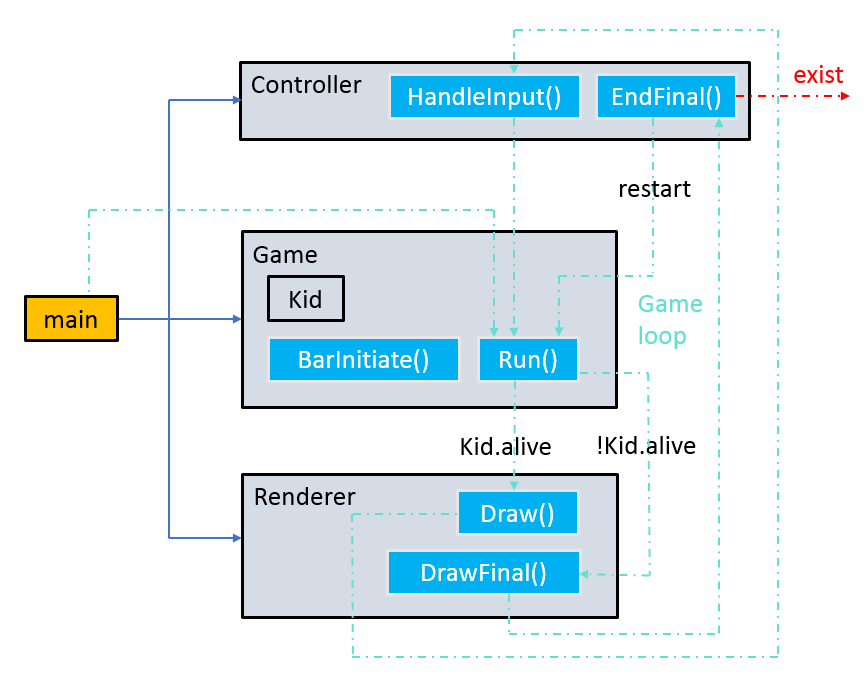 exist
Controller
HandleInput()
EndFinal()
restart
Game
Kid
Game
loop
main
BarInitiate()
Run()
Kid.alive
!Kid.alive
Renderer
Draw()
DrawFinal()